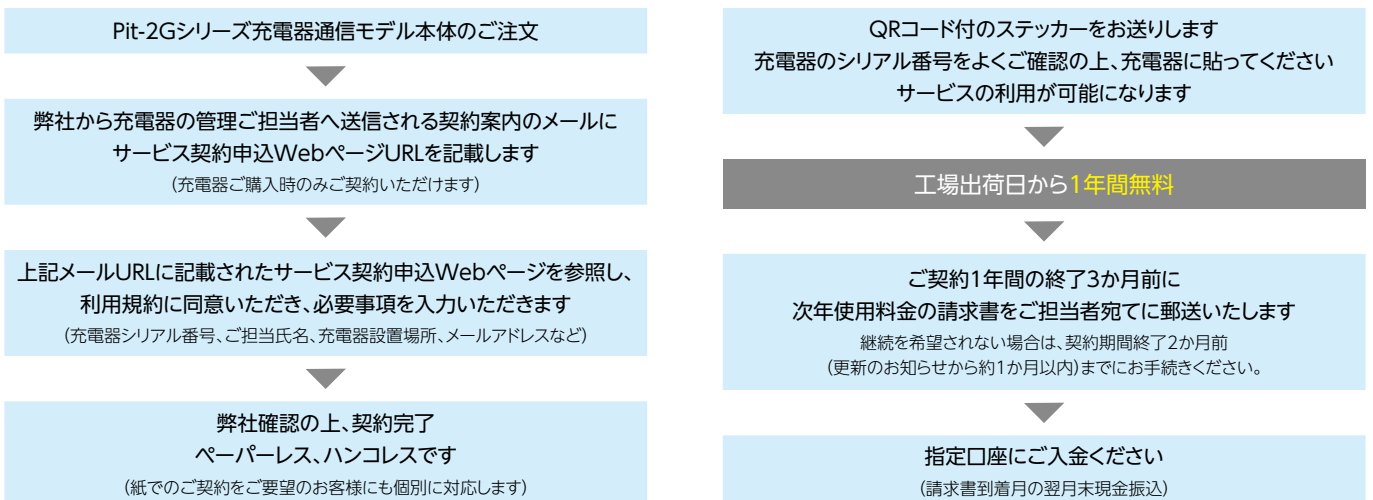 Pit-2Gシリーズ充電器通信モデル本体のご注文
弊社から充電器の管理ご担当者へ送信される契約案内のメールに
サービス契約申込WebページURLを記載します
(充電器ご購入時のみご契約いただけます)
上記メールURLに記載されたサービス契約申込Webページを参照し、
利用規約に同意いただき、必要事項を入力いただきます
(充電器シリアル番号、ご担当氏名、充電器設置場所、メールアドレスなど)
弊社確認の上、契約完了
ペーパーレス、ハンコレスです
(紙でのご契約をご要望のお客様にも個別に対応します)
QRコード付のステッカーをお送りします
充電器のシリアル番号をよくご確認の上、充電器に貼ってください
サービスの利用が可能になります
工場出荷日から1年間無料
ご契約1年間の終了3か月前に
次年使用料金の請求書をご担当者宛てに郵送いたします
継続を希望されない場合は、契約期間終了2か月前
(更新のお知らせから約1か月以内)までにお手続きください。
指定口座にご入金ください
(請求書到着月の翌月末現金振込)